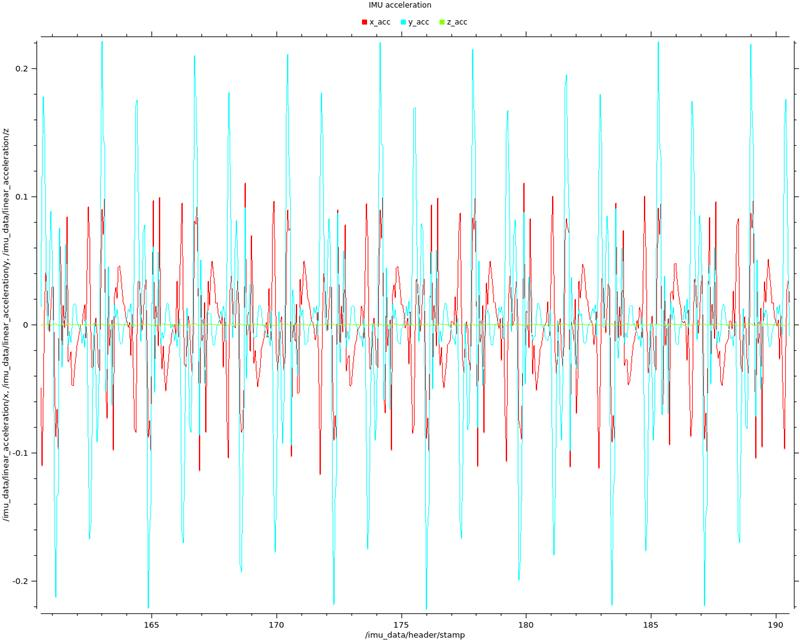 IMU acceleration
x_acc y_acc z_acc
/imu_data/linear_acceleration/x, /imu_data/linear_acceleration/y, /imu_data/linear_acceleration/z
0.2
0.1
0
-0.1
-0.2
165 170 175 180 185 190
/imu_data/header/stamp